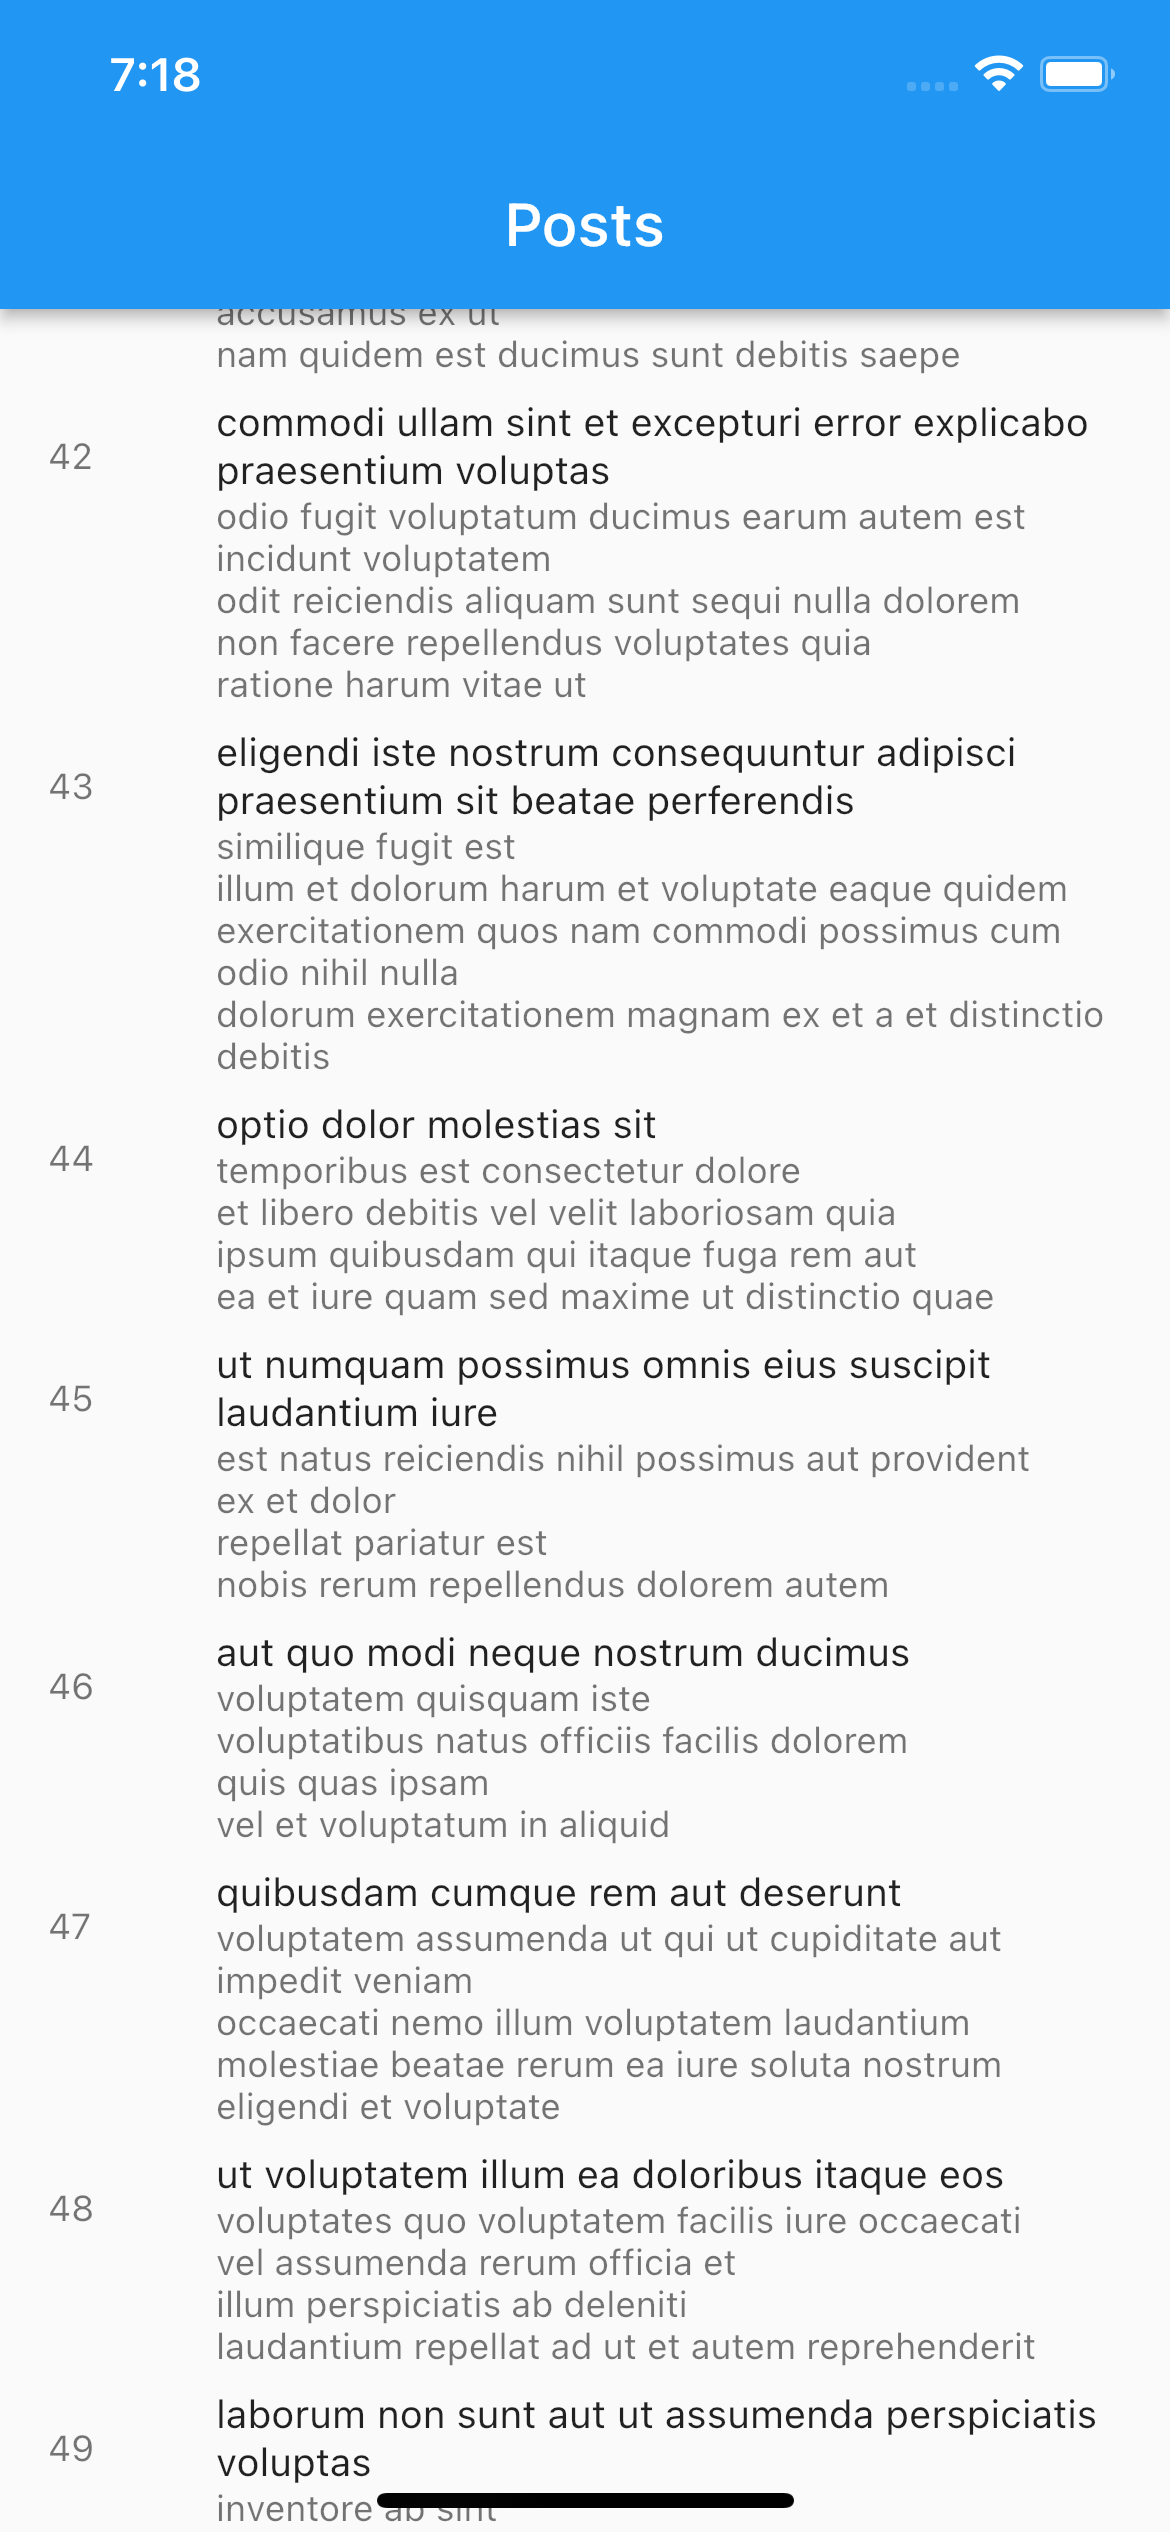 7:18
Posts
accusamus ex ut
nam quidem est ducimus sunt debitis saepe
42
commodi ullam sint et excepturi error explicabo
praesentium voluptas
odio fugit voluptatum ducimus earum autem est
incidunt voluptatem
odit reiciendis aliquam sunt sequi nulla dolorem
non facere repellendus voluptates quia
ratione harum vitae ut
43
eligendi iste nostrum consequuntur adipisci
praesentium sit beatae perferendis
similique fugit est
illum et dolorum harum et voluptate eaque quidem
exercitationem quos nam commodi possimus cum
odio nihil nulla
dolorum exercitationem magnam ex et a et distinctio
debitis
44
optio dolor molestias sit
temporibus est consectetur dolore
et libero debitis vel velit laboriosam quia
ipsum quibusdam qui itaque fuga rem aut
ea et iure quam sed maxime ut distinctio quae
45
ut numquam possimus omnis eius suscipit
laudantium iure
est natus reiciendis nihil possimus aut provident
ex et dolor
repellat pariatur est
nobis rerum repellendus dolorem autem
46
aut quo modi neque nostrum ducimus
voluptatem quisquam iste
voluptatibus natus officiis facilis dolorem
quis quas ipsam
vel et voluptatum in aliquid
47
quibusdam cumque rem aut deserunt
voluptatem assumenda ut qui ut cupiditate aut
impedit veniam
occaecati nemo illum voluptatem laudantium
molestiae beatae rerum ea iure soluta nostrum
eligendi et voluptate
48
ut voluptatem illum ea doloribus itaque eos
voluptates quo voluptatem facilis iure occaecati
vel assumenda rerum officia et
illum perspiciatis ab deleniti
laudantium repellat ad ut et autem reprehenderit
49
laborum non sunt aut ut assumenda perspiciatis
voluptas
inventore ab sint